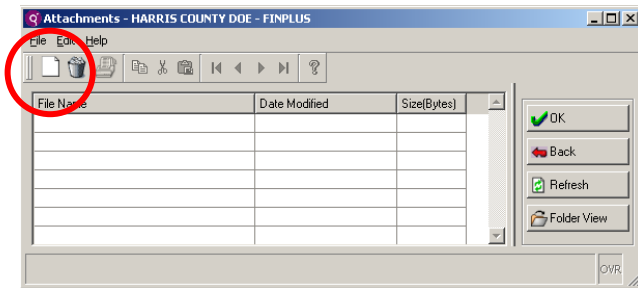 Attachments - HARRIS COUNTY DOE - FINPLUS
File Edit Help
File Name Date Modified Size(Bytes)
OK
Back
Refresh
Folder View
OVR